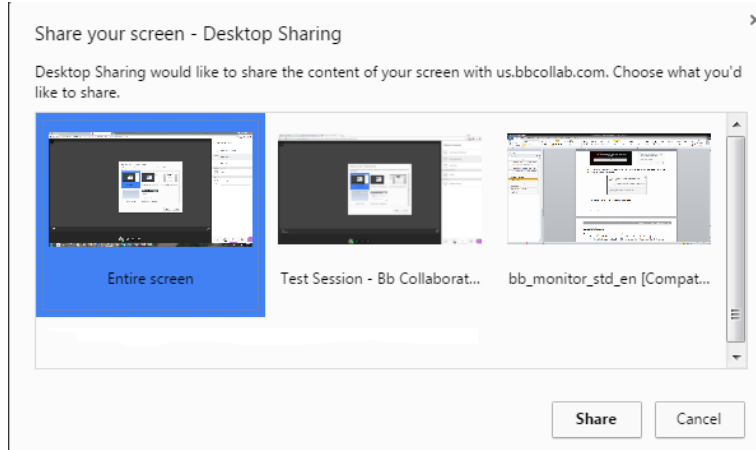 Share your screen - Desktop Sharing
Desktop Sharing would like to share the content of your screen with us.bbcollab.com. Choose what you'd
like to share.
Entire screen
Test Session - Bb Collaborat...
bb_monitor_std_en [Compat...
Share
Cancel